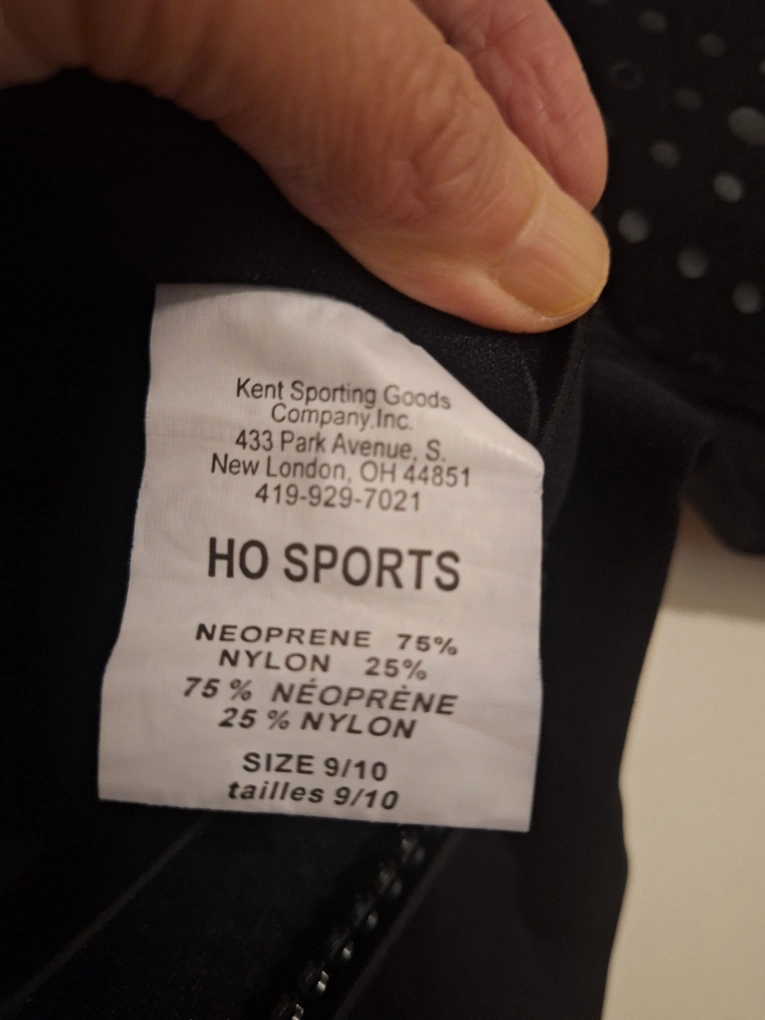 Kent Sporting Goods
Company,Inc.
433 Park Avenue, S.
New London, OH 44851
419-929-7021
HO SPORTS
NEOPRENE 75%
NYLON 25%
75 % NÉOPRÈNE
25 % NYLON
SIZE 9/10
tailles 9/10